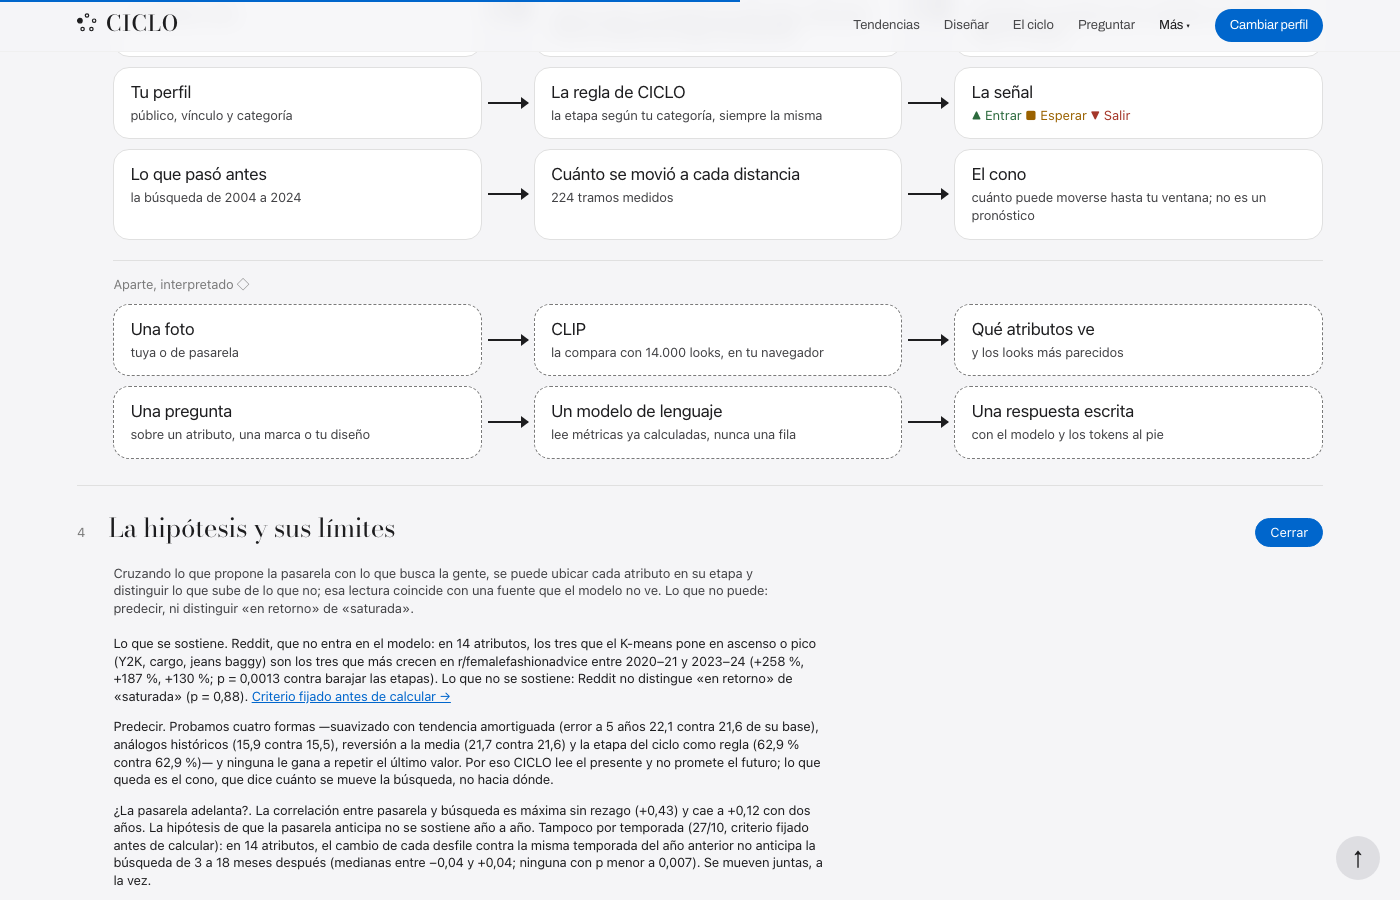 CICLO
Tendencias
Diseñar
El ciclo
Preguntar
Más
Cambiar perfil
Tu perfil
público, vínculo y categoría
La regla de CICLO
la etapa según tu categoría, siempre la misma
La señal
▲ Entrar ■ Esperar ▼ Salir
Lo que pasó antes
la búsqueda de 2004 a 2024
Cuánto se movió a cada distancia
224 tramos medidos
El cono
cuánto puede moverse hasta tu ventana; no es un
pronóstico
Aparte, interpretado ◇
Una foto
tuya o de pasarela
CLIP
la compara con 14.000 looks, en tu navegador
Qué atributos ve
y los looks más parecidos
Una pregunta
sobre un atributo, una marca o tu diseño
Un modelo de lenguaje
lee métricas ya calculadas, nunca una fila
Una respuesta escrita
con el modelo y los tokens al pie
4
La hipótesis y sus límites
Cerrar
Cruzando lo que propone la pasarela con lo que busca la gente, se puede ubicar cada atributo en su etapa y
distinguir lo que sube de lo que no; esa lectura coincide con una fuente que el modelo no ve. Lo que no puede:
predecir, ni distinguir «en retorno» de «saturada».
Lo que se sostiene. Reddit, que no entra en el modelo: en 14 atributos, los tres que el K-means pone en ascenso o pico
(Y2K, cargo, jeans baggy) son los tres que más crecen en r/femalefashionadvice entre 2020–21 y 2023–24 (+258 %,
+187 %, +130 %; p = 0,0013 contra barajar las etapas). Lo que no se sostiene: Reddit no distingue «en retorno» de
«saturada» (p = 0,88). Criterio fijado antes de calcular →
Predecir. Probamos cuatro formas —suavizado con tendencia amortiguada (error a 5 años 22,1 contra 21,6 de su base),
análogos históricos (15,9 contra 15,5), reversión a la media (21,7 contra 21,6) y la etapa del ciclo como regla (62,9 %
contra 62,9 %)— y ninguna le gana a repetir el último valor. Por eso CICLO lee el presente y no promete el futuro; lo que
queda es el cono, que dice cuánto se mueve la búsqueda, no hacia dónde.
¿La pasarela adelanta?. La correlación entre pasarela y búsqueda es máxima sin rezago (+0,43) y cae a +0,12 con dos
años. La hipótesis de que la pasarela anticipa no se sostiene año a año. Tampoco por temporada (27/10, criterio fijado
antes de calcular): en 14 atributos, el cambio de cada desfile contra la misma temporada del año anterior no anticipa la
búsqueda de 3 a 18 meses después (medianas entre −0,04 y +0,04; ninguna con p menor a 0,007). Se mueven juntas, a
la vez.